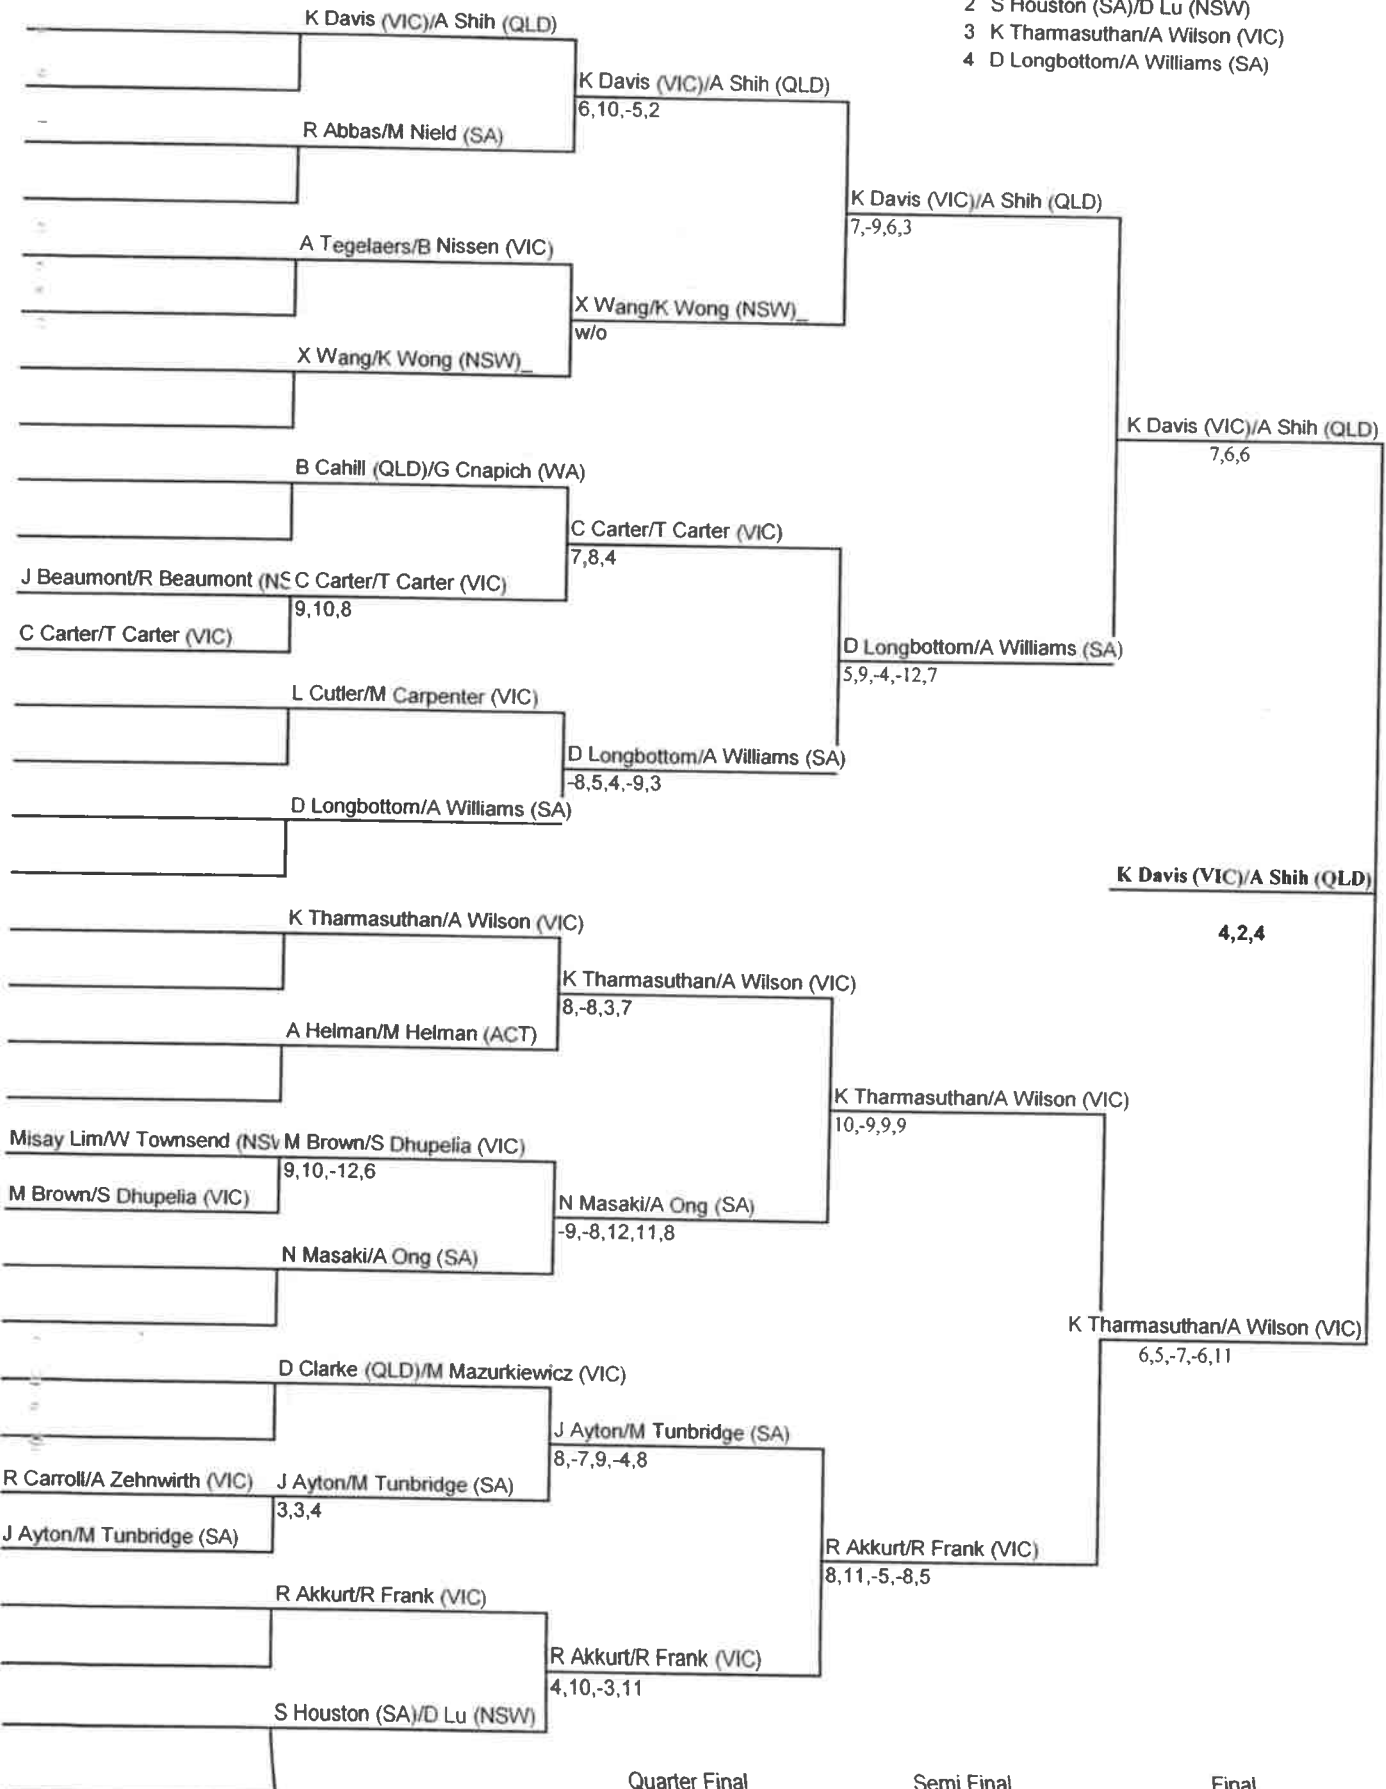 2 S Houston (SA)/D Lu (NSW)
3 K Tharmasuthan/A Wilson (VIC)
4 D Longbottom/A Williams (SA)
K Davis (VIC)/A Shih (QLD)
K Davis (VIC)/A Shih (QLD)
6,10,-5,2
R Abbas/M Nield (SA)
K Davis (VIC)/A Shih (QLD)
7,-9,6,3
A Tegelaers/B Nissen (VIC)
X Wang/K Wong (NSW)_
w/o
X Wang/K Wong (NSW)_
K Davis (VIC)/A Shih (QLD)
7,6,6
B Cahill (QLD)/G Cnapich (WA)
C Carter/T Carter (VIC)
7,8,4
J Beaumont/R Beaumont (NS C Carter/T Carter (VIC)
9,10,8
C Carter/T Carter (VIC)
D Longbottom/A Williams (SA)
5,9,-4,-12,7
L Cutler/M Carpenter (VIC)
D Longbottom/A Williams (SA)
-8,5,4,-9,3
D Longbottom/A Williams (SA)
K Davis (VIC)/A Shih (QLD)
4,2,4
K Tharmasuthan/A Wilson (VIC)
K Tharmasuthan/A Wilson (VIC)
8,-8,3,7
A Helman/M Helman (ACT)
K Tharmasuthan/A Wilson (VIC)
10,-9,9,9
Misay Lim/W Townsend (NSW M Brown/S Dhupelia (VIC)
9,10,-12,6
M Brown/S Dhupelia (VIC)
N Masaki/A Ong (SA)
-9,-8,12,11,8
N Masaki/A Ong (SA)
K Tharmasuthan/A Wilson (VIC)
6,5,-7,-6,11
D Clarke (QLD)/M Mazurkiewicz (VIC)
J Ayton/M Tunbridge (SA)
8,-7,9,-4,8
R Carroll/A Zehnwirth (VIC) J Ayton/M Tunbridge (SA)
3,3,4
J Ayton/M Tunbridge (SA)
R Akkurt/R Frank (VIC)
8,11,-5,-8,5
R Akkurt/R Frank (VIC)
R Akkurt/R Frank (VIC)
4,10,-3,11
S Houston (SA)/D Lu (NSW)
Quarter Final Semi Final Final